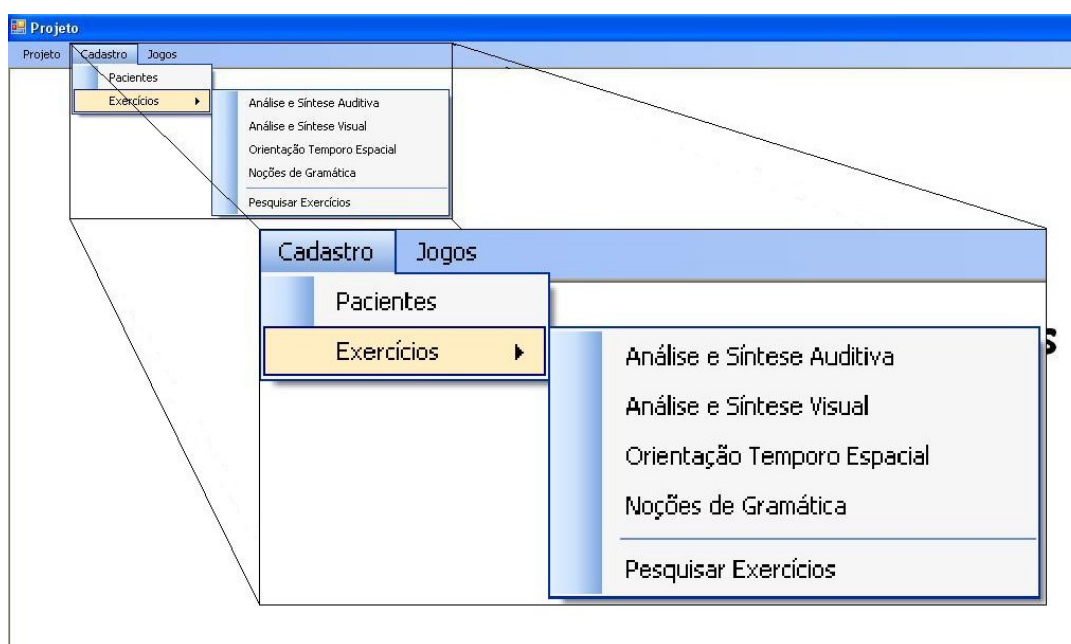 Projeto
Projeto Cadastro Jogos
Pacientes
Exercícios
Análise e Síntese Auditiva
Análise e Síntese Visual
Orientação Temporo Espacial
Noções de Gramática
Pesquisar Exercícios
Cadastro Jogos
Pacientes
Exercícios
Análise e Síntese Auditiva
Análise e Síntese Visual
Orientação Temporo Espacial
Noções de Gramática
Pesquisar Exercícios